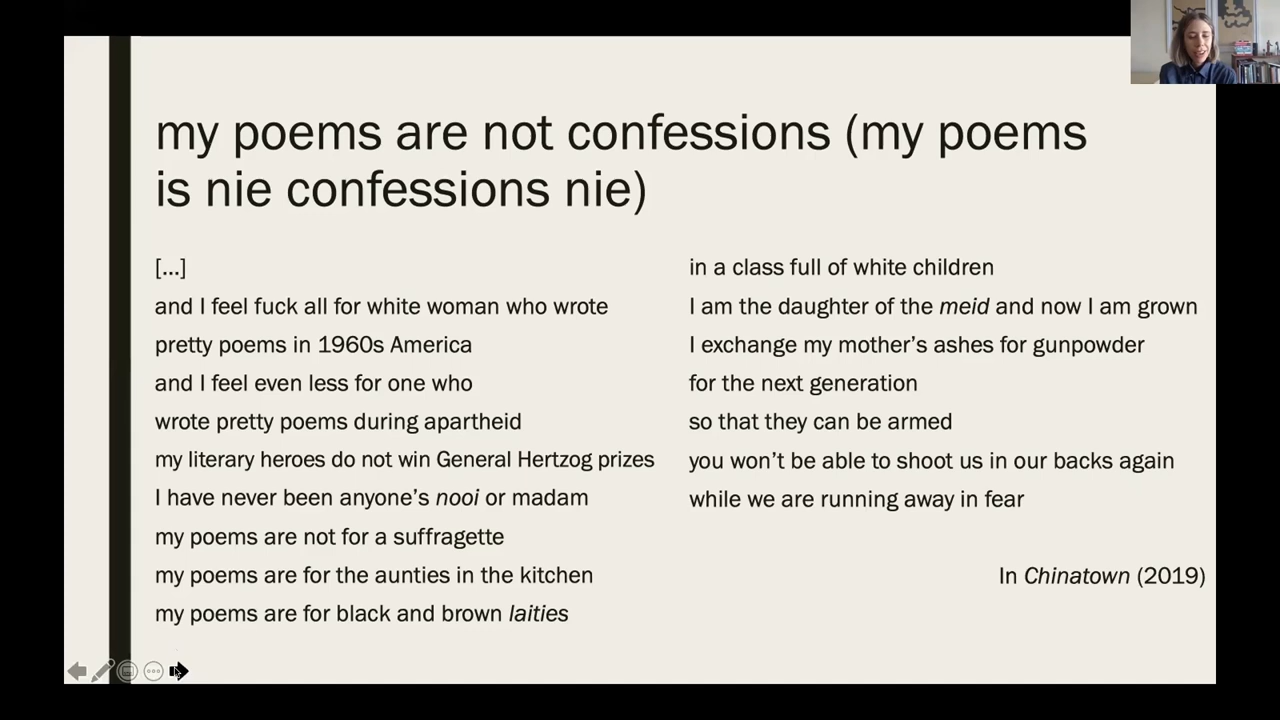 my poems are not confessions (my poems
is nie confessions nie)
[...]
and I feel fuck all for white woman who wrote
pretty poems in 1960s America
and I feel even less for one who
wrote pretty poems during apartheid
my literary heroes do not win General Hertzog prizes
I have never been anyone’s nooi or madam
my poems are not for a suffragette
my poems are for the aunties in the kitchen
my poems are for black and brown laities
in a class full of white children
I am the daughter of the meid and now I am grown
I exchange my mother’s ashes for gunpowder
for the next generation
so that they can be armed
you won’t be able to shoot us in our backs again
while we are running away in fear
In Chinatown (2019)